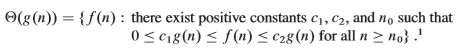 Θ(g(n)) = {f(n) : there exist positive constants c₁, c₂, and n₀ such that
0 ≤ c₁g(n) ≤ f(n) ≤ c₂g(n) for all n ≥ n₀} .¹